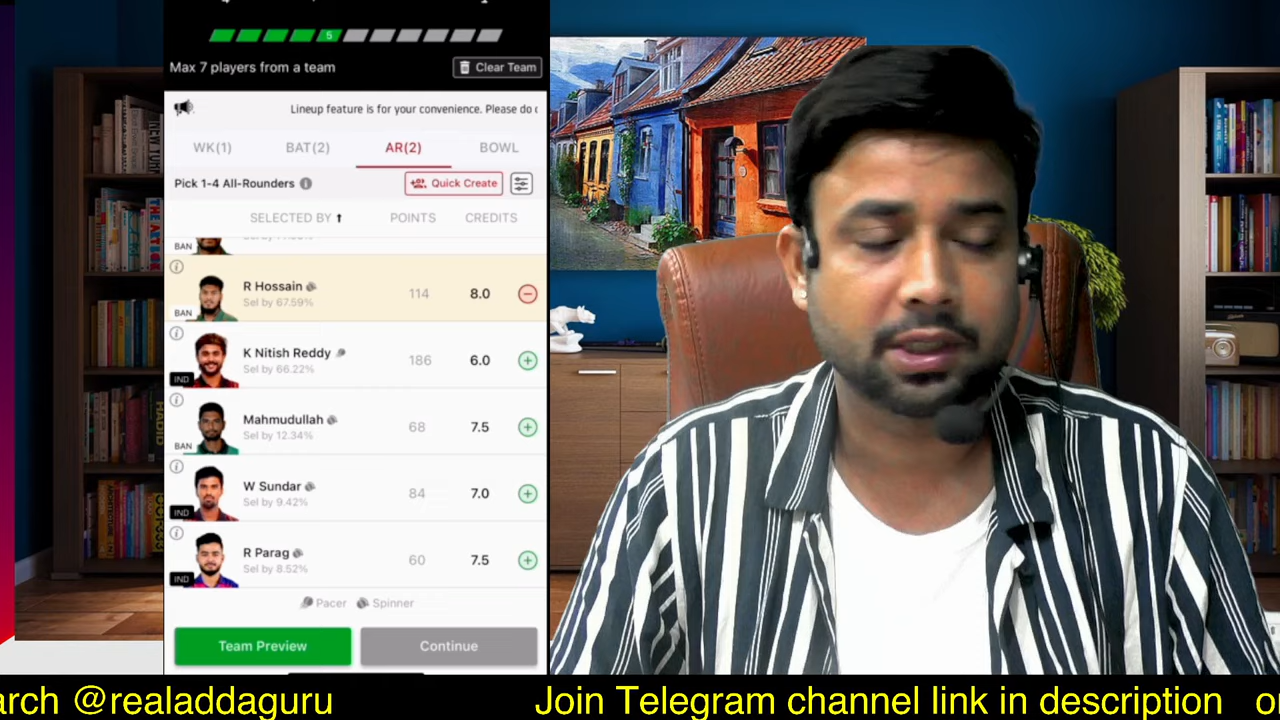 5
Max 7 players from a team
Clear Team
Lineup feature is for your convenience. Please do
WK(1) BAT(2) AR(2) BOWL
Pick 1-4 All-Rounders i Quick Create
SELECTED BY ↑ POINTS CREDITS
BAN
R Hossain 114 8.0
Sel by 67.59%
BAN
K Nitish Reddy 186 6.0
Sel by 66.22%
IND
Mahmudullah 68 7.5
Sel by 12.34%
BAN
W Sundar 84 7.0
Sel by 9.42%
IND
R Parag 60 7.5
Sel by 8.52%
IND
Pacer Spinner
Team Preview Continue
arch @realaddaguru Join Telegram channel link in description o